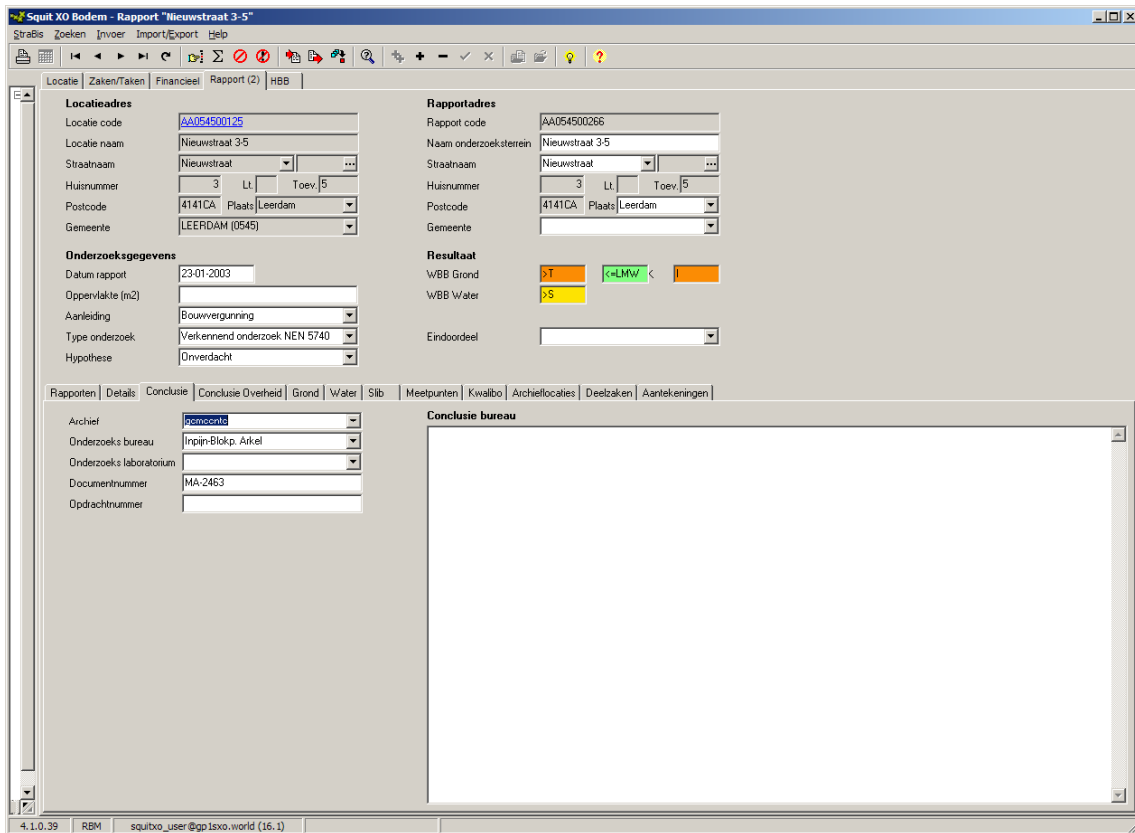 Squit XO Bodem - Rapport "Nieuwstraat 3-5"
StraBis Zoeken Invoer Import/Export Help
Locatie Zaken/Taken Financieel Rapport (2) HBB
Locatieadres
Locatie code AA054500125
Locatie naam Nieuwstraat 3-5
Straatnaam Nieuwstraat ...
Huisnummer 3 Lt. Toev. 5
Postcode 4141CA Plaats Leerdam
Gemeente LEERDAM (0545)
Rapportadres
Rapport code AA054500266
Naam onderzoeksterrein Nieuwstraat 3-5
Straatnaam Nieuwstraat ...
Huisnummer 3 Lt. Toev. 5
Postcode 4141CA Plaats Leerdam
Gemeente
Onderzoeksgegevens
Datum rapport 23-01-2003
Oppervlakte (m2)
Aanleiding Bouwvergunning
Type onderzoek Verkennend onderzoek NEN 5740
Hypothese Onverdacht
Resultaat
WBB Grond >T <=LMW < I
WBB Water >S
Eindoordeel
Rapporten Details Conclusie Conclusie Overheid Grond Water Slib Meetpunten Kwalibo Archieflocaties Deelzaken Aantekeningen
Archief gemeente
Onderzoeks bureau Inpijn-Blokp. Arkel
Onderzoeks laboratorium
Documentnummer MA-2463
Opdrachtnummer
Conclusie bureau
4.1.0.39 RBM squitxo_user@gp1sxo.world (16.1)